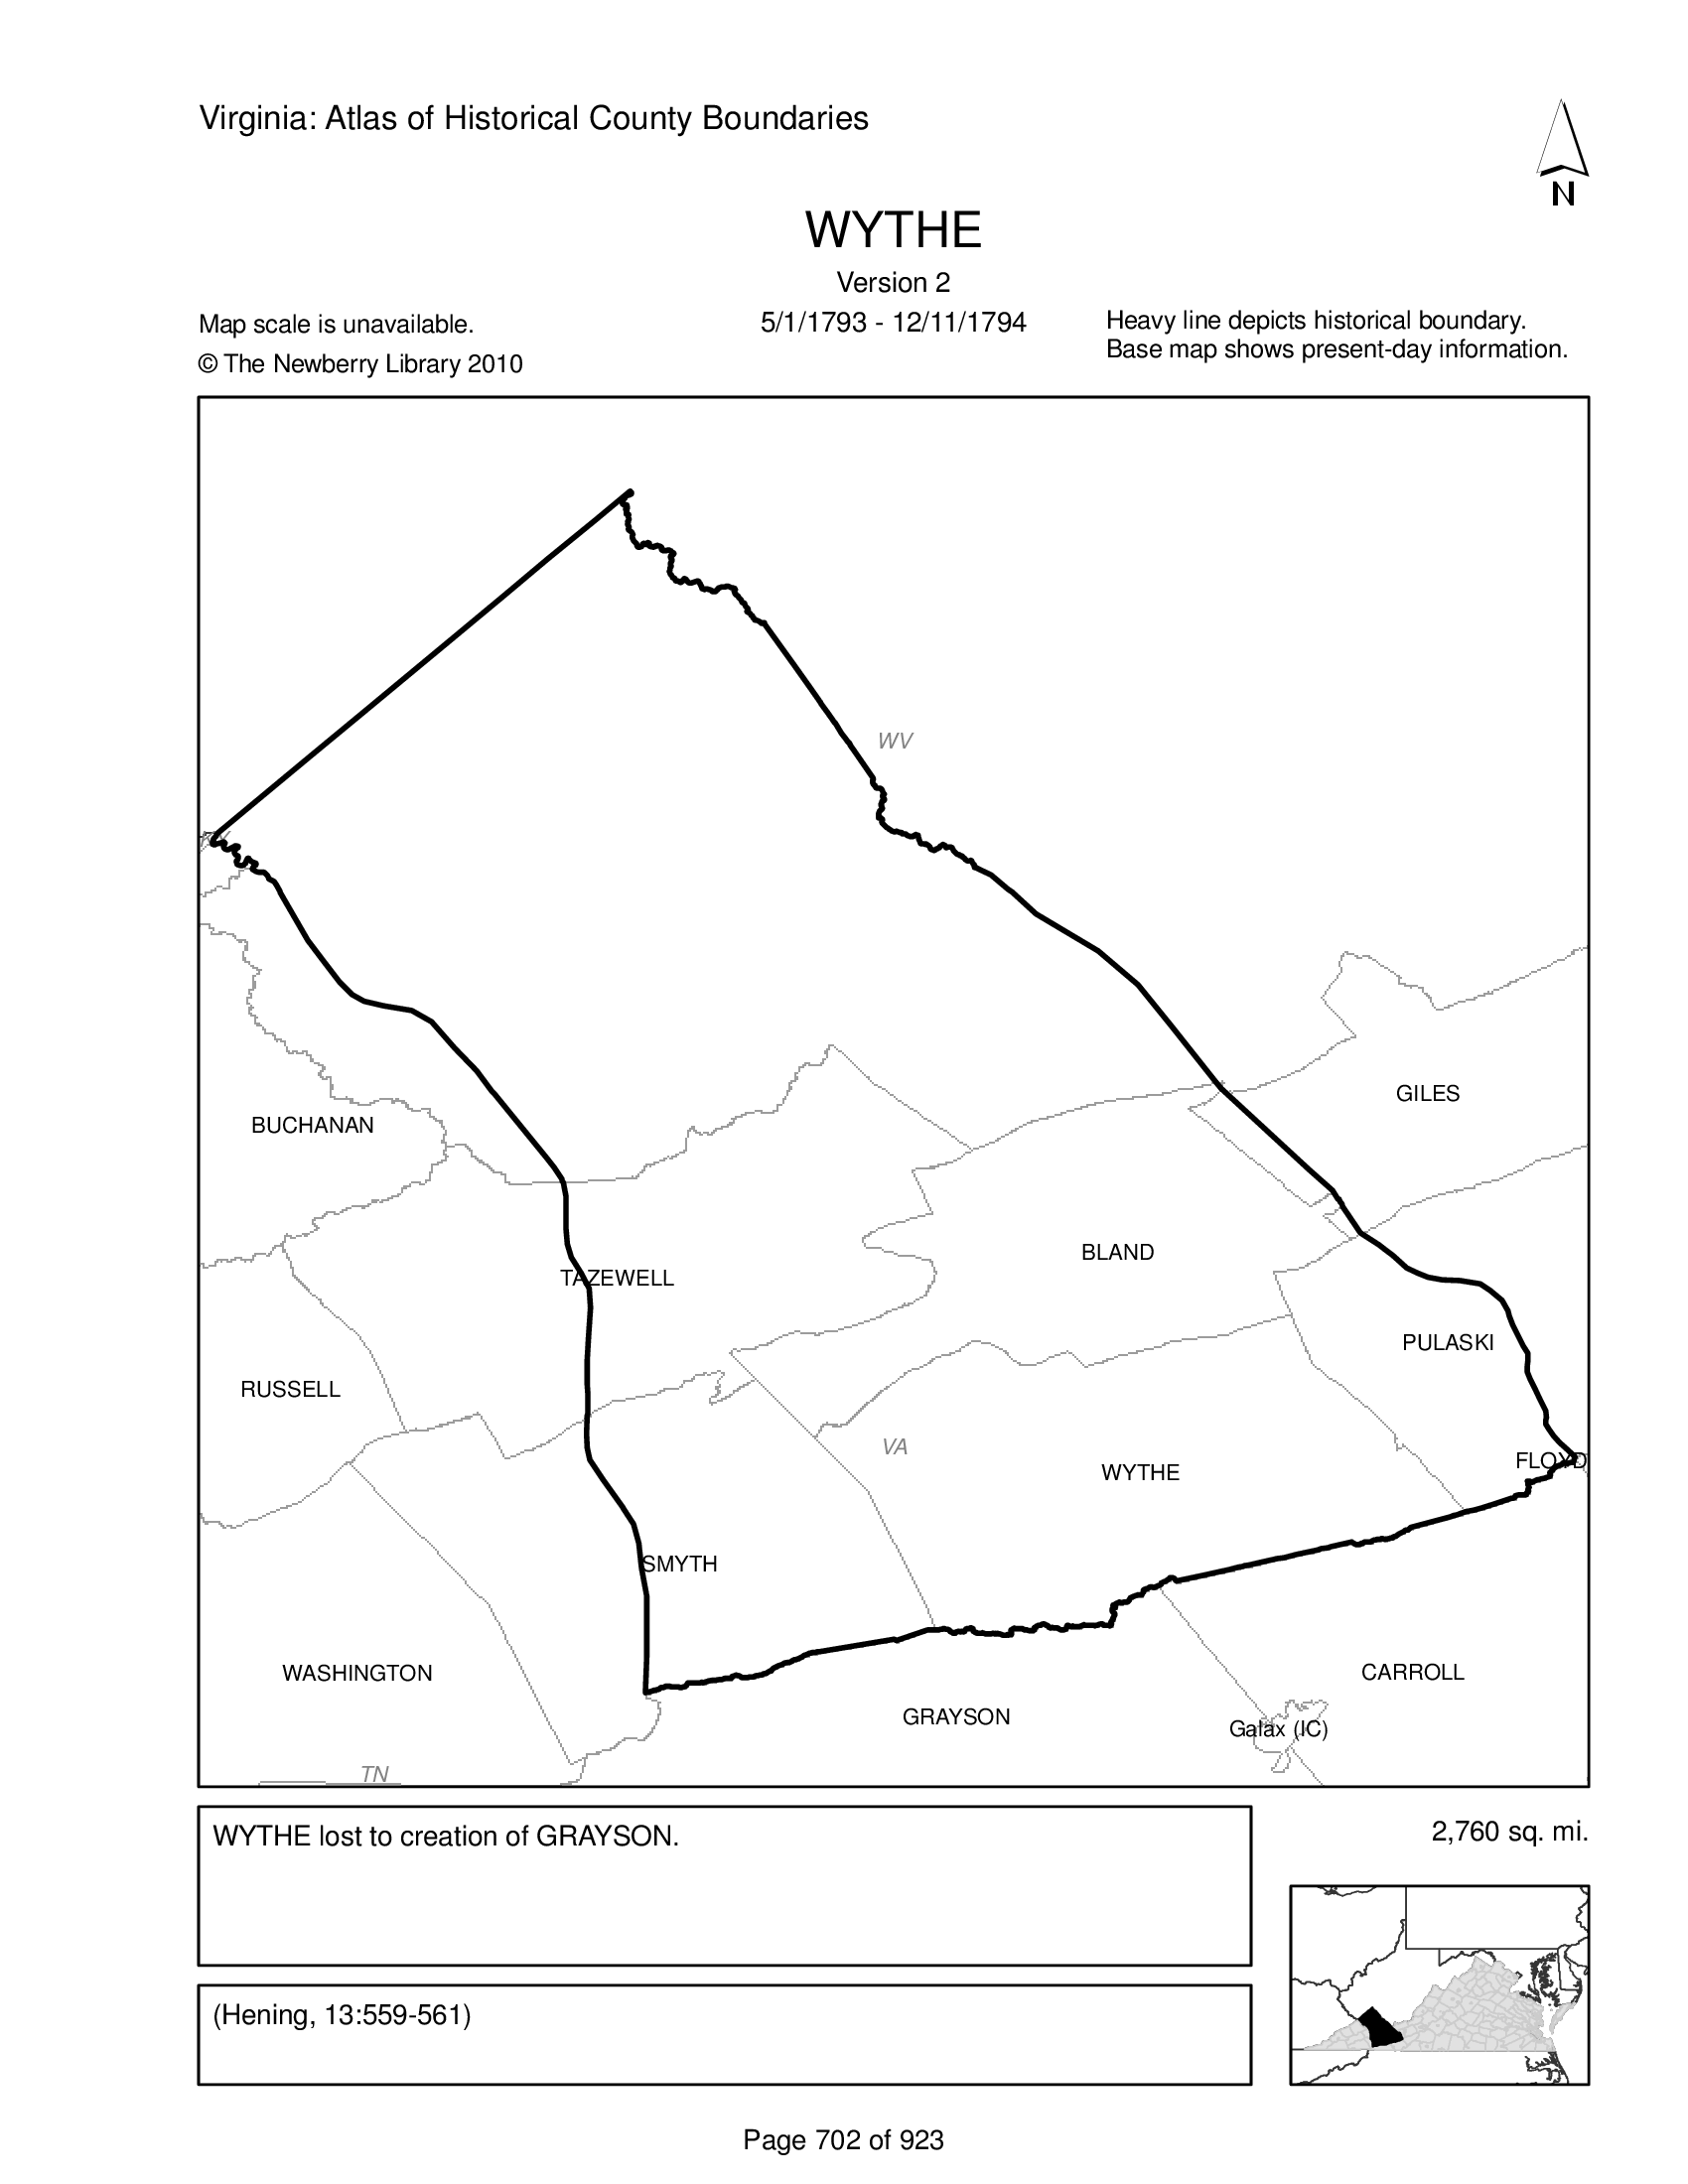 Virginia: Atlas of Historical County Boundaries
N
WYTHE
Version 2
5/1/1793 - 12/11/1794
Map scale is unavailable.
© The Newberry Library 2010
Heavy line depicts historical boundary.
Base map shows present-day information.
WV
KY
GILES
BUCHANAN
BLAND
TAZEWELL
PULASKI
RUSSELL
VA
FLOYD
WYTHE
SMYTH
WASHINGTON
CARROLL
GRAYSON
Galax (IC)
TN
WYTHE lost to creation of GRAYSON.
2,760 sq. mi.
(Hening, 13:559-561)
Page 702 of 923